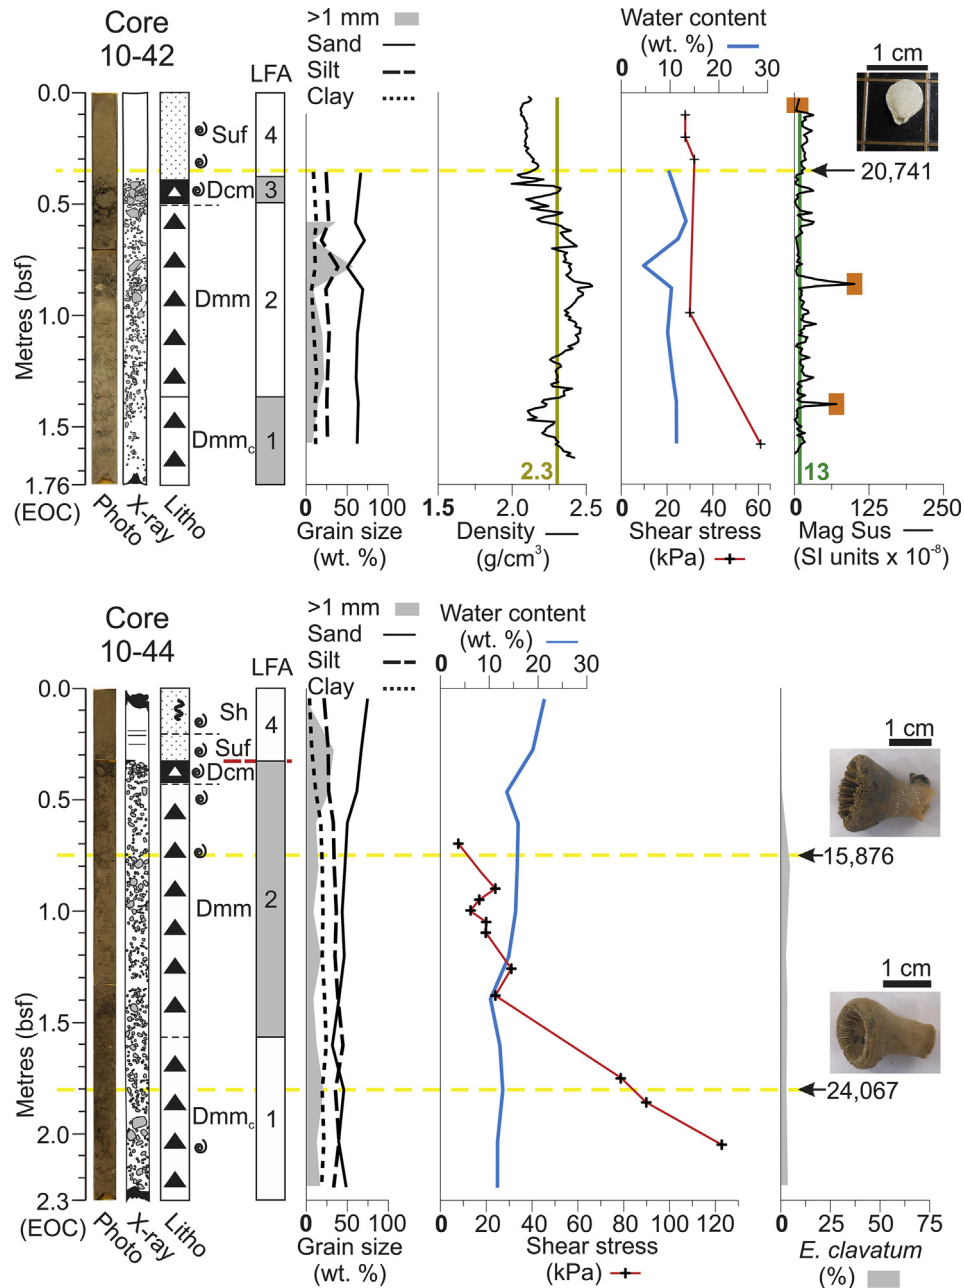 Core
10-42
LFA
>1 mm
Sand
Silt
Clay
Water content
(wt. %)
0 10 20 30
1 cm
0.0
0.5
1.0
1.5
1.76
(EOC)
Metres (bsf)
Suf
Dcm
Dmm
Dmmc
4
3
2
1
20,741
2.3
13
Photo
X-ray
Litho
0 50 100
Grain size
(wt. %)
1.5 2.0 2.5
Density
(g/cm3)
0 20 40 60
Shear stress
(kPa)
0 125 250
Mag Sus
(SI units x 10-8)
Core
10-44
LFA
>1 mm
Sand
Silt
Clay
Water content
(wt. %)
0 10 20 30
0.0
0.5
1.0
1.5
2.0
2.3
(EOC)
Metres (bsf)
Sh
Suf
Dcm
Dmm
Dmmc
4
2
1
1 cm
15,876
1 cm
24,067
Photo
X-ray
Litho
0 50 100
Grain size
(wt. %)
0 20 40 60 80 100 120
Shear stress
(kPa)
0 25 50 75
E. clavatum
(%)